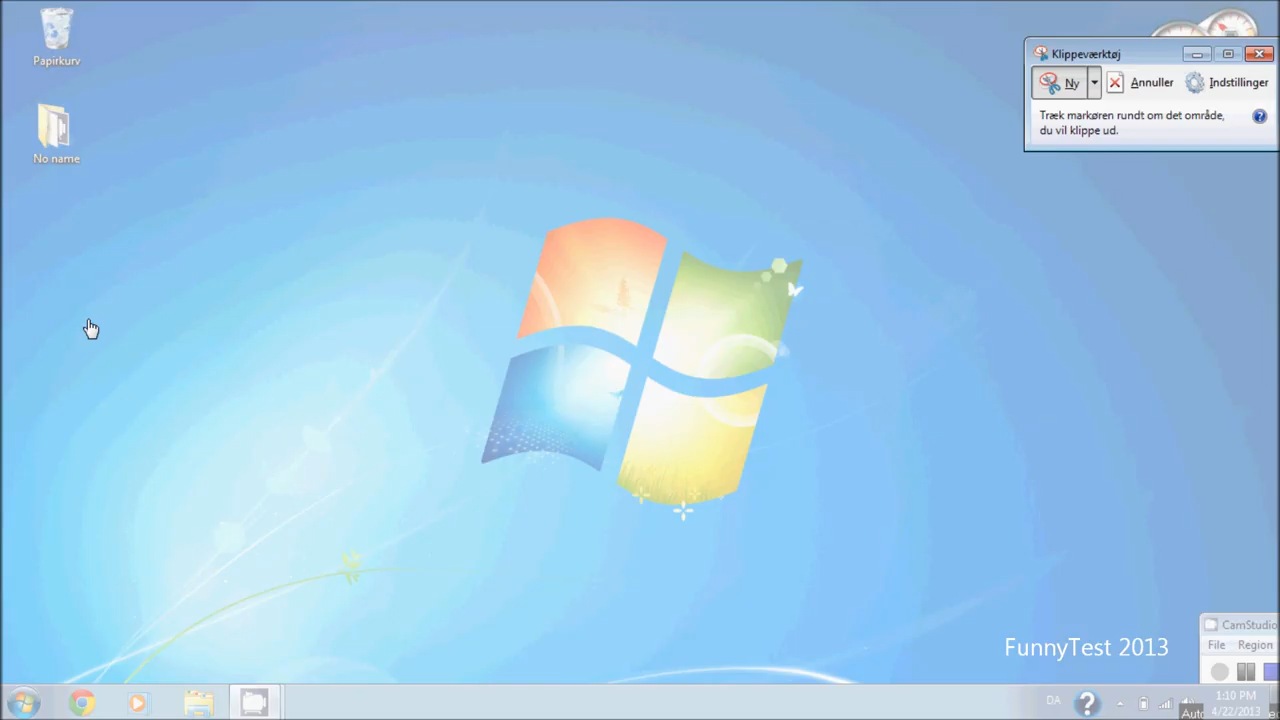 Papirkurv
No name
Klippeværktøj
Ny
Annuller
Indstillinger
Træk markøren rundt om det område,
du vil klippe ud.
FunnyTest 2013
CamStudio
File Region
DA
1:10 PM
4/22/2013